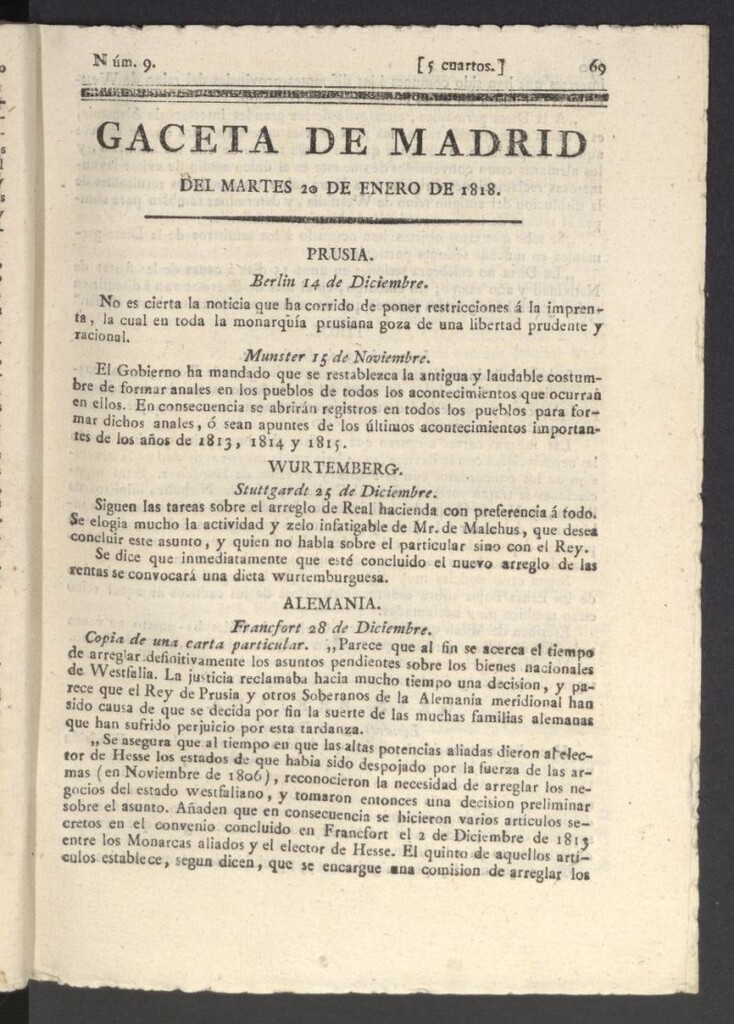 Núm. 9. [5 cuartos.] 69
GACETA DE MADRID
DEL MARTES 20 DE ENERO DE 1818.
PRUSIA.
Berlin 14 de Diciembre.
No es cierta la noticia que ha corrido de poner restricciones á la impren-
ta, la cual en toda la monarquía prusiana goza de una libertad prudente y
racional.
Munster 15 de Noviembre.
El Gobierno ha mandado que se restablezca la antigua y laudable costum-
bre de formar anales en los pueblos de todos los acontecimientos que ocurran
en ellos. En consecuencia se abrirán registros en todos los pueblos para for-
mar dichos anales, ó sean apuntes de los últimos acontecimientos importan-
tes de los años de 1813, 1814 y 1815.
WURTEMBERG.
Stuttgardt 25 de Diciembre.
Siguen las tareas sobre el arreglo de Real hacienda con preferencia á todo.
Se elogia mucho la actividad y zelo infatigable de Mr. de Malchus, que desea
concluir este asunto, y quien no habla sobre el particular sino con el Rey.
Se dice que inmediatamente que esté concluido el nuevo arreglo de las
rentas se convocará una dieta wurtemburguesa.
ALEMANIA.
Francfort 28 de Diciembre.
Copia de una carta particular. „Parece que al fin se acerca el tiempo
de arreglar definitivamente los asuntos pendientes sobre los bienes nacionales
de Westfalia. La justicia reclamaba hacia mucho tiempo una decision, y pa-
rece que el Rey de Prusia y otros Soberanos de la Alemania meridional han
sido causa de que se decida por fin la suerte de las muchas familias alemanas
que han sufrido perjuicio por esta tardanza.
„Se asegura que al tiempo en que las altas potencias aliadas dieron al elec-
tor de Hesse los estados de que habia sido despojado por la fuerza de las ar-
mas (en Noviembre de 1806), reconocieron la necesidad de arreglar los ne-
gocios del estado westfaliano, y tomaron entonces una decision preliminar
sobre el asunto. Añaden que en consecuencia se hicieron varios articulos se-
cretos en el convenio concluido en Francfort el 2 de Diciembre de 1813
entre los Monarcas aliados y el elector de Hesse. El quinto de aquellos artí-
culos establece, segun dicen, que se encargue una comision de arreglar los